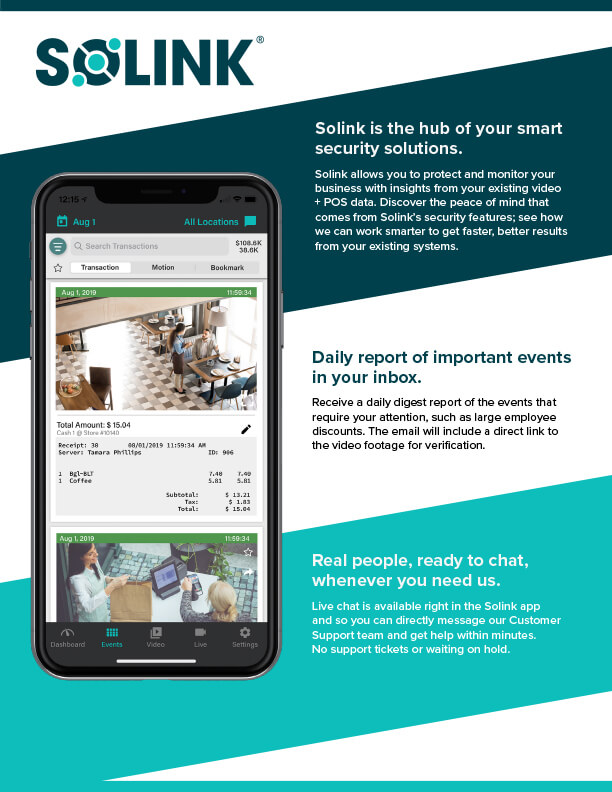 SOLINK®
Solink is the hub of your smart
security solutions.
Solink allows you to protect and monitor your
business with insights from your existing video
+ POS data. Discover the peace of mind that
comes from Solink's security features; see how
we can work smarter to get faster, better results
from your existing systems.
12:15
Aug 1
All Locations
Search Transactions
$108.6K
38.6K
Transaction Motion Bookmark
Aug 1, 2019 11:59:34
Total Amount: $ 15.04
Cash 1 @ Store #10140
Receipt: 30 08/01/2019 11:59:34 AM
Server: Tamara Phillips ID: 906
1 Bgl-BLT 7.40 7.40
1 Coffee 5.81 5.81
Subtotal: $ 13.21
Tax: $ 1.83
Total: $ 15.04
Aug 1, 2019 11:59:34
Dashboard Events Video Live Settings
Daily report of important events
in your inbox.
Receive a daily digest report of the events that
require your attention, such as large employee
discounts. The email will include a direct link to
the video footage for verification.
Real people, ready to chat,
whenever you need us.
Live chat is available right in the Solink app
and so you can directly message our Customer
Support team and get help within minutes.
No support tickets or waiting on hold.